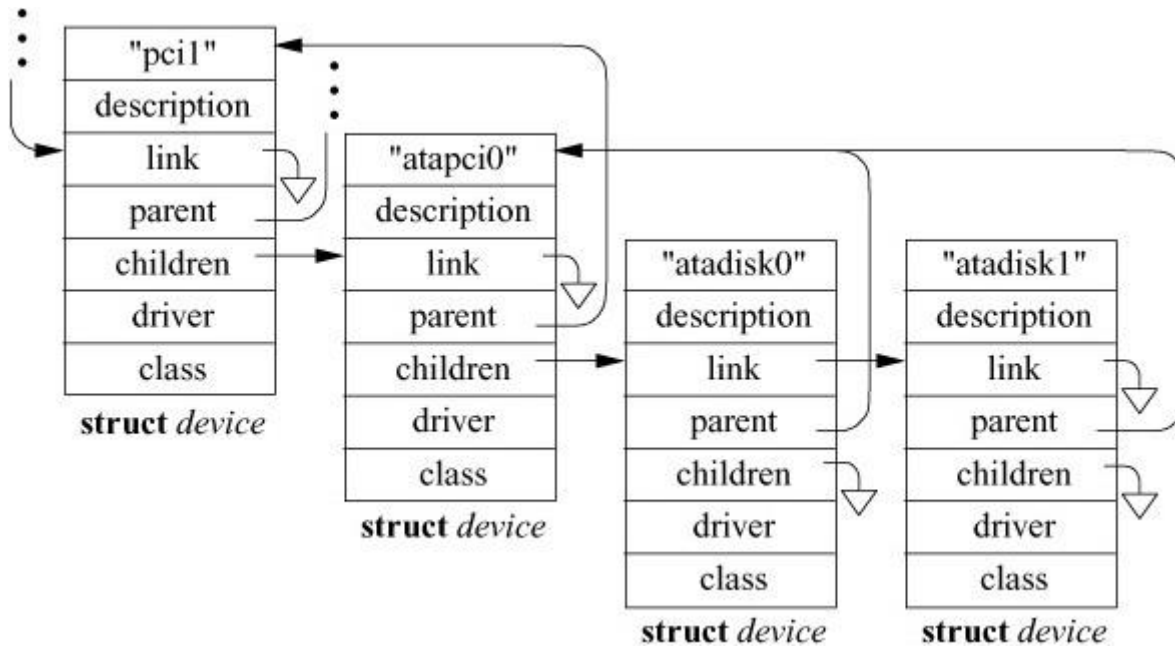 "pci1"
description
link
parent
children
driver
class
struct device
"atapci0"
description
link
parent
children
driver
class
struct device
"atadisk0"
description
link
parent
children
driver
class
struct device
"atadisk1"
description
link
parent
children
driver
class
struct device